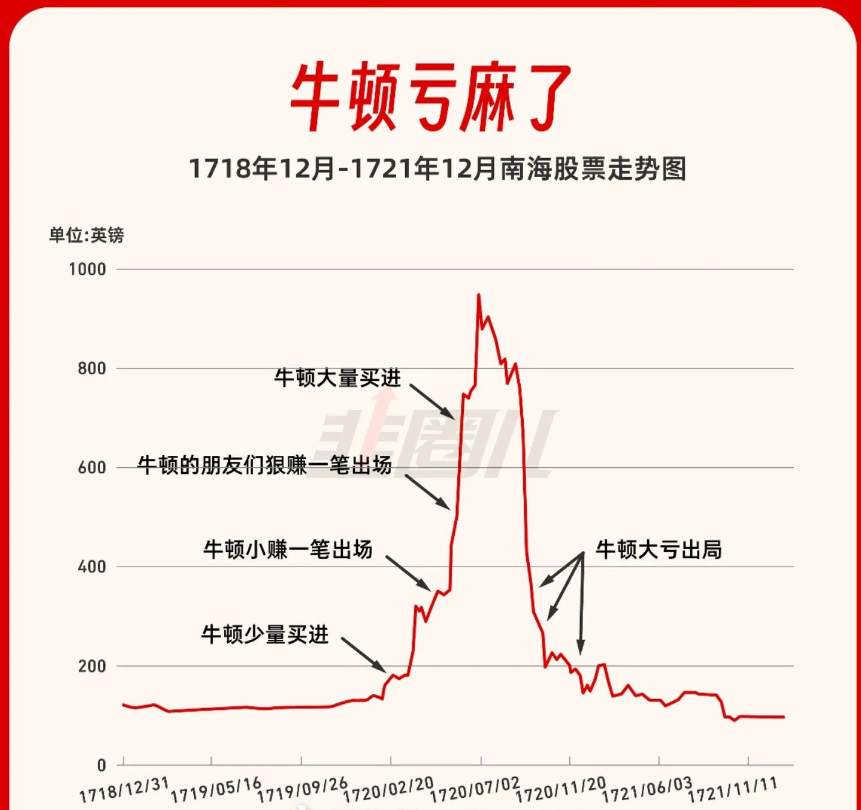 牛顿亏麻了
1718年12月-1721年12月南海股票走势图
单位:英镑
1000
800
牛顿大量买进
韭圈儿
600
牛顿的朋友们狠赚一笔出场
牛顿小赚一笔出场
牛顿大亏出局
400
牛顿少量买进
200
0
1718/12/31
1719/05/16
1719/09/26
1720/02/20
1720/07/02
1720/11/20
1721/06/03
1721/11/11